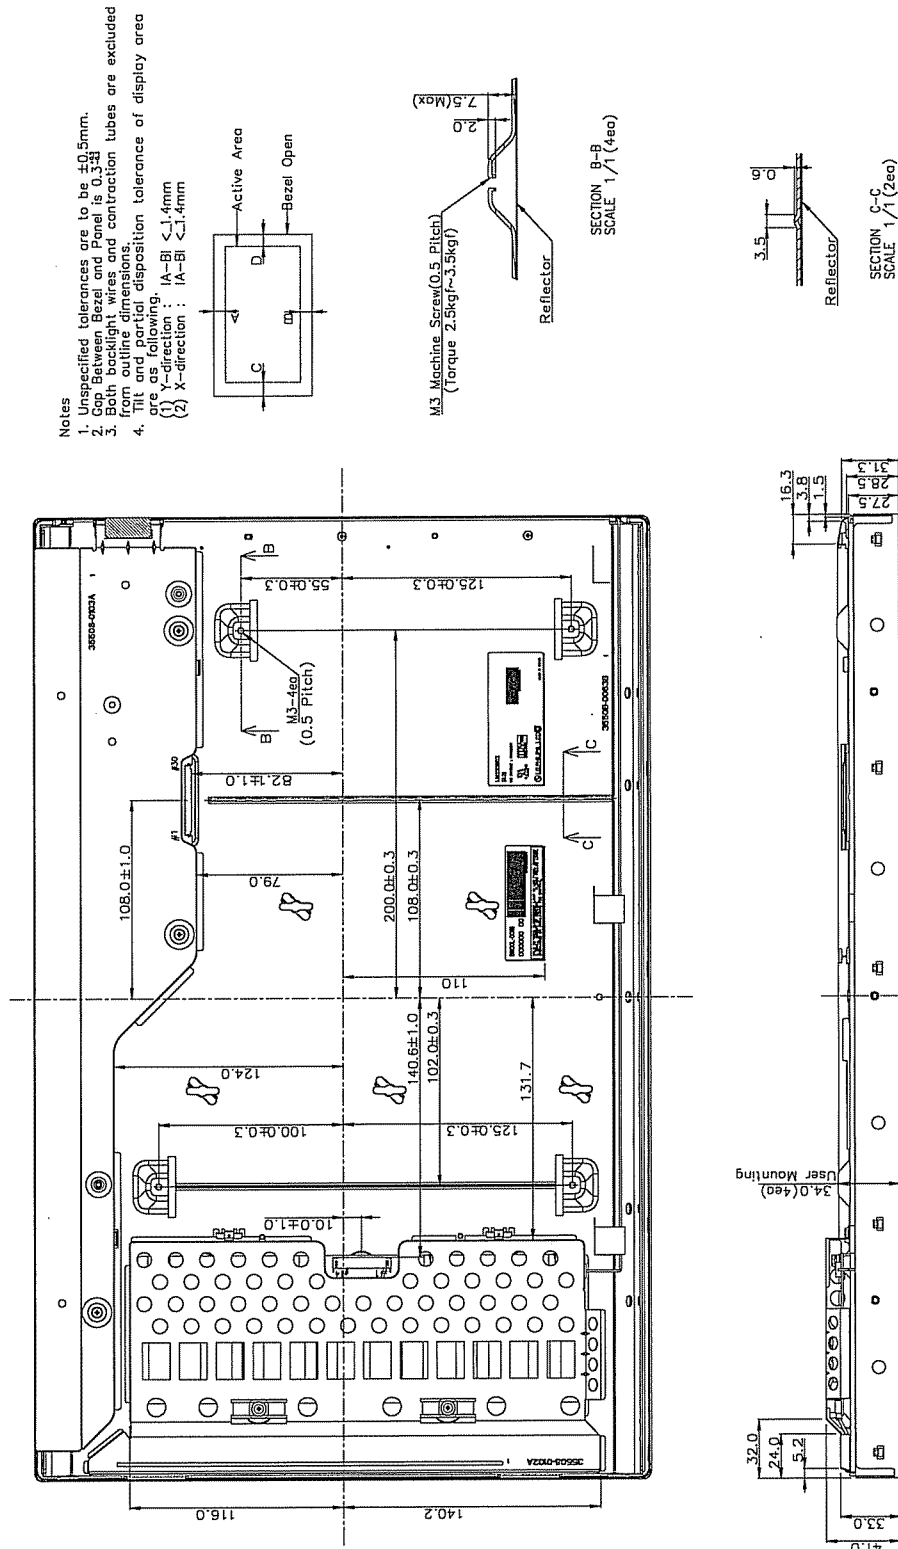 Notes
1. Unspecified tolerances are to be ±0.5mm.
2. Gap Between Bezel and Panel is 0.3
3. Both backlight wires and contraction tubes are excluded
from outline dimensions.
4. Tilt and partial disposition tolerance of display area
are as following.
(1) Y-direction : IA-BI <1.4mm
(2) X-direction : IA-BI <1.4mm
Active Area
Bezel Open
A
B
C
D
M3 Machine Screw(0.5 Pitch)
(Torque 2.5kgf~3.5kgf)
2.0
7.5(Max)
Reflector
SECTION B-B
SCALE 1/1(4ea)
3.5
0.6
Reflector
SECTION C-C
SCALE 1/1(2ea)
35505-0103A 1
108.0±1.0
#1
#30
82.1±1.0
79.0
124.0
B
B
55.0±0.3
125.0±0.3
M3-4ea
(0.5 Pitch)
200.0±0.3
108.0±0.3
110
C
C
140.6±1.0
102.0±0.3
131.7
100.0±0.3
125.0±0.3
10.0±1.0
116.0
140.2
35505-0102A 1
16.3
3.8
1.5
27.5
28.5
31.3
34.0(4ea)
User Mounting
32.0
24.0
5.2
33.0
41.0